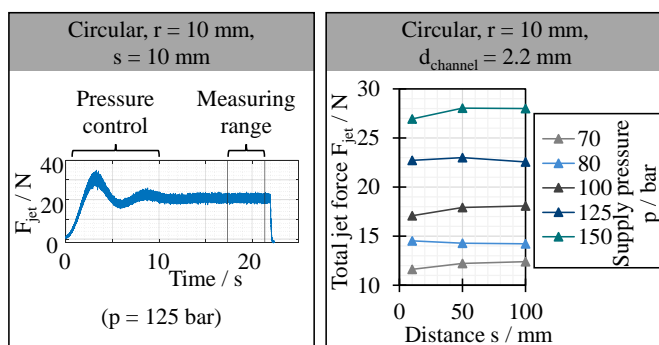 Circular, r = 10 mm,
s = 10 mm
Pressure
control
Measuring
range
F_jet / N
40
20
0
0
10
20
Time / s
(p = 125 bar)
Circular, r = 10 mm,
d_channel = 2.2 mm
Total jet force F_jet / N
30
25
20
15
10
0
50
100
Distance s / mm
70
80
100
125
150
Supply pressure
p / bar